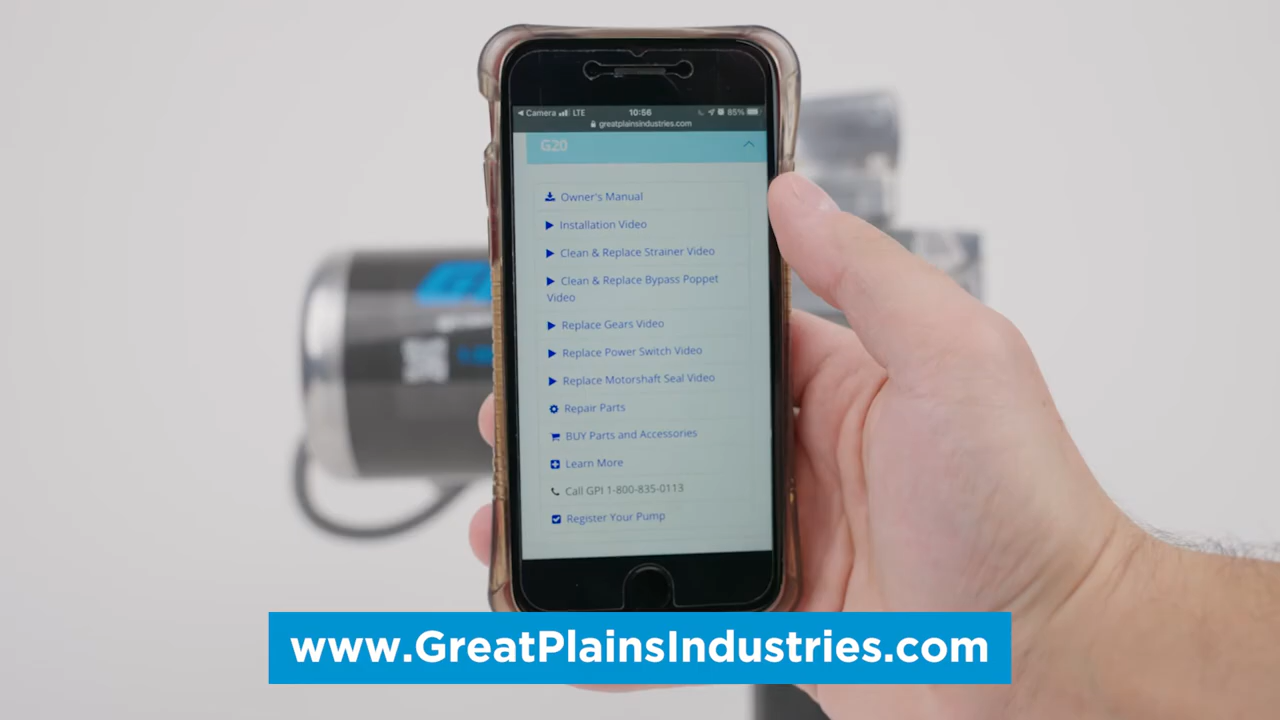 Camera LTE 10:56 85%
greatplainsindustries.com
G20
Owner's Manual
Installation Video
Clean & Replace Strainer Video
Clean & Replace Bypass Poppet
Video
Replace Gears Video
Replace Power Switch Video
Replace Motorshaft Seal Video
Repair Parts
BUY Parts and Accessories
Learn More
Call GPI 1-800-835-0113
Register Your Pump
www.GreatPlainsIndustries.com